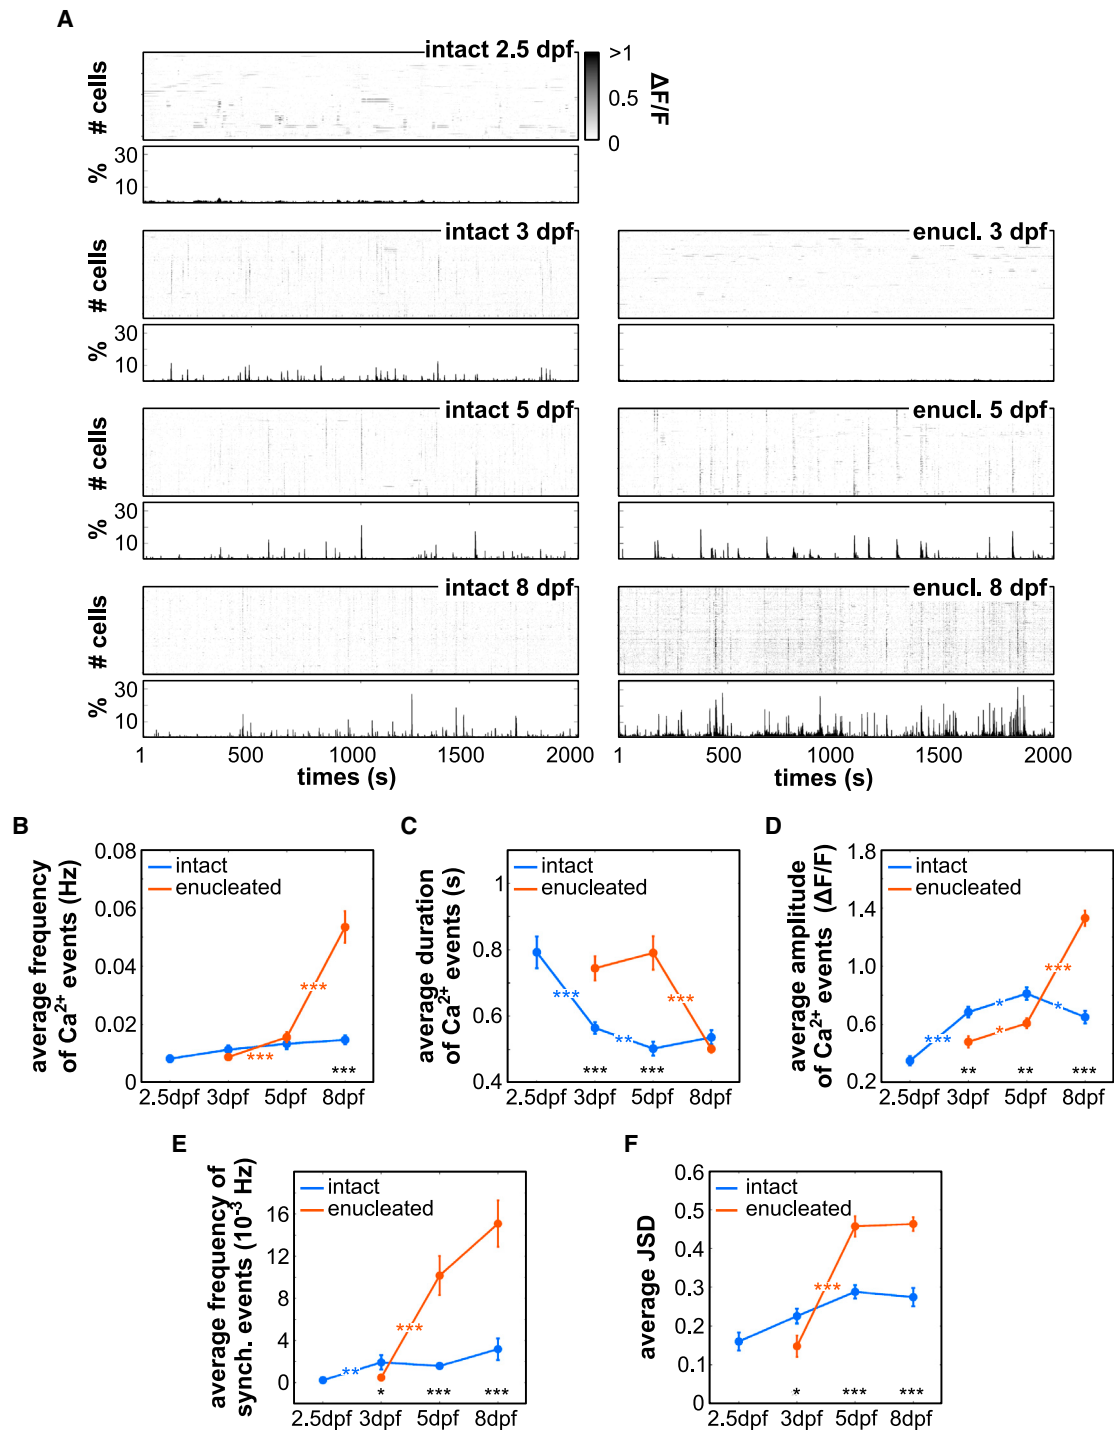 A
intact 2.5 dpf
# cells
>1
0.5
0
ΔF/F
%
30
10
intact 3 dpf
# cells
%
30
10
enucl. 3 dpf
intact 5 dpf
# cells
%
30
10
enucl. 5 dpf
intact 8 dpf
# cells
%
30
10
enucl. 8 dpf
1 500 1000 1500 2000
times (s)
1 500 1000 1500 2000
times (s)
B
average frequency
of Ca²⁺ events (Hz)
0.08
0.06
0.04
0.02
0
intact
enucleated
***
***
***
2.5dpf 3dpf 5dpf 8dpf
C
average duration
of Ca²⁺ events (s)
1
0.8
0.6
0.4
intact
enucleated
***
**
***
*** ***
2.5dpf 3dpf 5dpf 8dpf
D
average amplitude
of Ca²⁺ events (ΔF/F)
1.8
1.4
1.0
0.6
0.2
intact
enucleated
***
*
*
*
***
** ** ***
2.5dpf 3dpf 5dpf 8dpf
E
average frequency of
synch. events (10⁻³ Hz)
16
12
8
4
0
intact
enucleated
**
***
* *** ***
2.5dpf 3dpf 5dpf 8dpf
F
average JSD
0.6
0.5
0.4
0.3
0.2
0.1
0
intact
enucleated
***
* *** ***
2.5dpf 3dpf 5dpf 8dpf